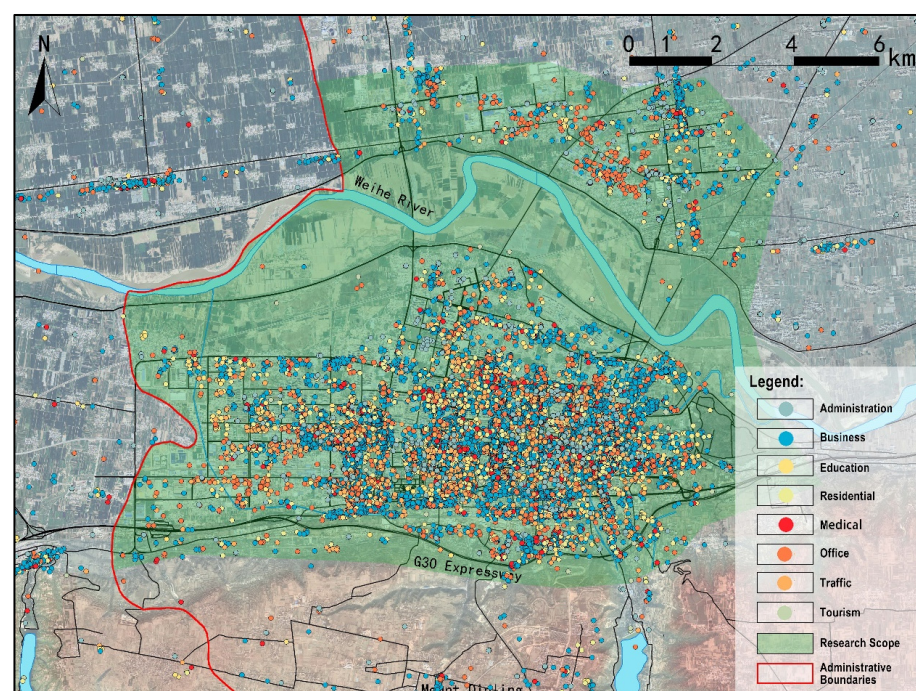 N
0 1 2 4 6
km
Weihe River
G30 Expressway
Legend:
Administration
Business
Education
Residential
Medical
Office
Traffic
Tourism
Research Scope
Administrative
Boundaries